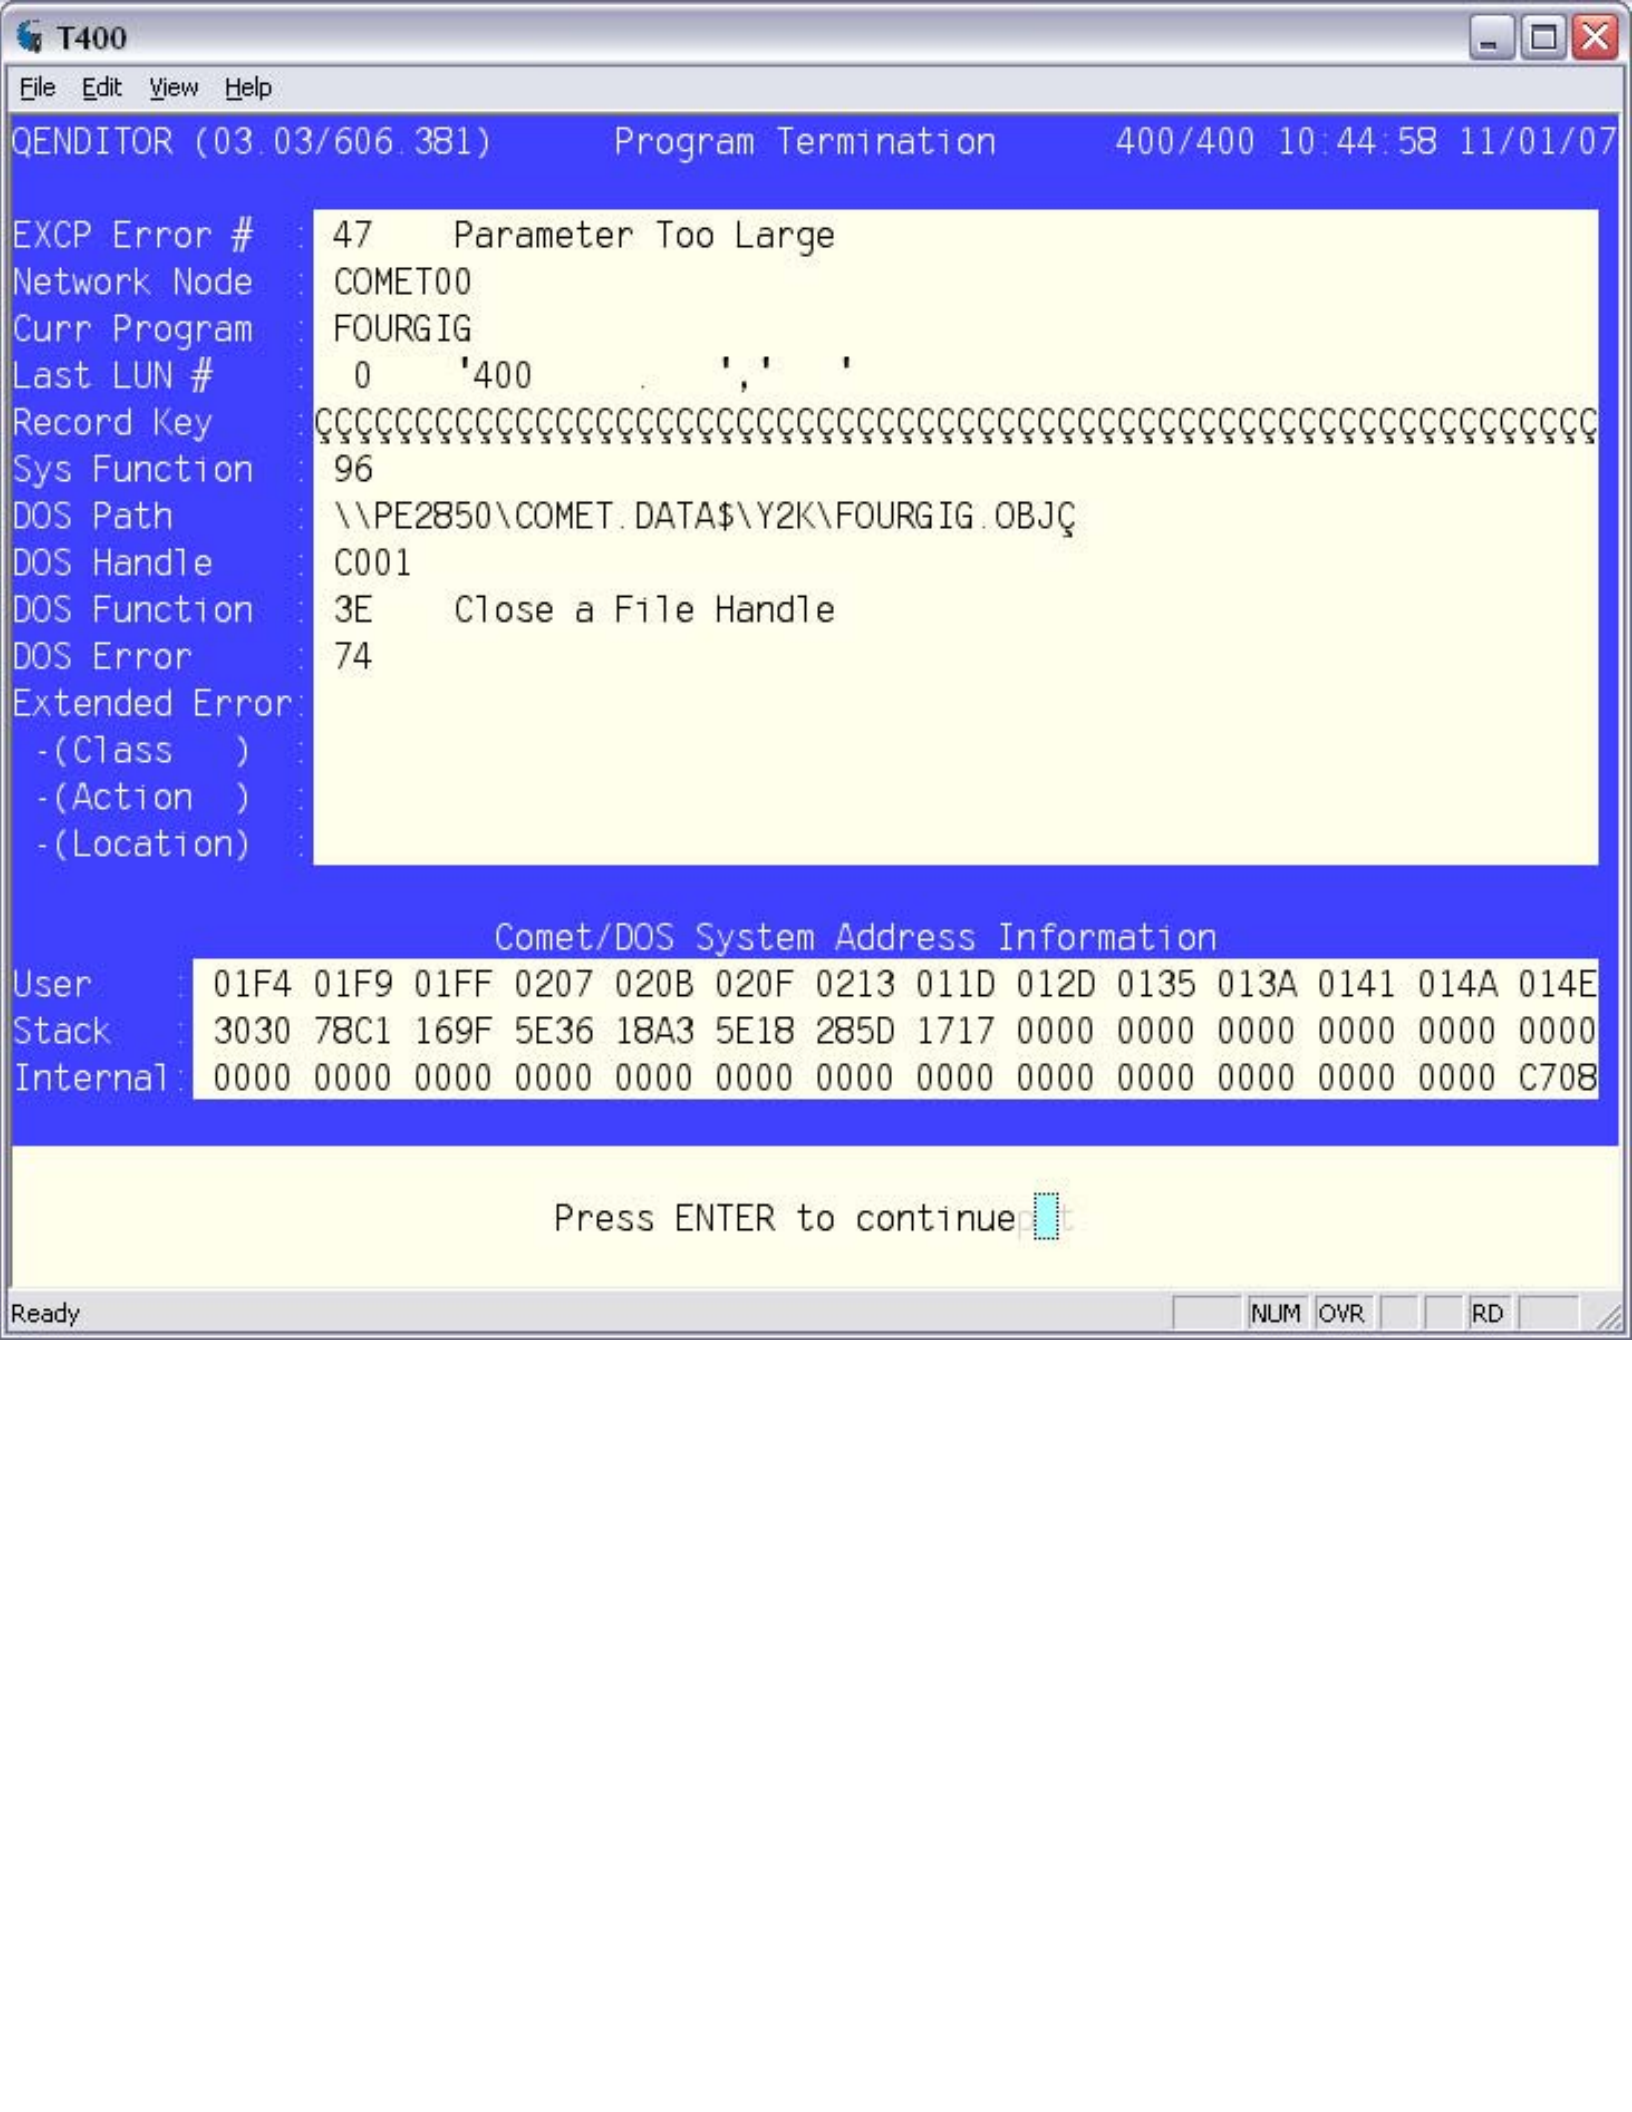 T400
File Edit View Help
QENDITOR (03.03/606.381) Program Termination 400/400 10:44:58 11/01/07
EXCP Error # : 47 Parameter Too Large
Network Node : COMET00
Curr Program : FOURGIG
Last LUN # : 0 '400 . ',' '
Record Key : ÇÇÇÇÇÇÇÇÇÇÇÇÇÇÇÇÇÇÇÇÇÇÇÇÇÇÇÇÇÇÇÇÇÇÇÇÇÇÇÇÇÇÇÇÇÇÇÇÇÇÇÇÇÇÇÇÇÇÇÇÇÇÇÇ
Sys Function : 96
DOS Path : \\PE2850\COMET.DATA$\Y2K\FOURGIG.OBJÇ
DOS Handle : C001
DOS Function : 3E Close a File Handle
DOS Error : 74
Extended Error:
-(Class ) :
-(Action ) :
-(Location) :
Comet/DOS System Address Information
User : 01F4 01F9 01FF 0207 020B 020F 0213 011D 012D 0135 013A 0141 014A 014E
Stack : 3030 78C1 169F 5E36 18A3 5E18 285D 1717 0000 0000 0000 0000 0000 0000
Internal: 0000 0000 0000 0000 0000 0000 0000 0000 0000 0000 0000 0000 0000 C708
Press ENTER to continue
Ready NUM OVR RD